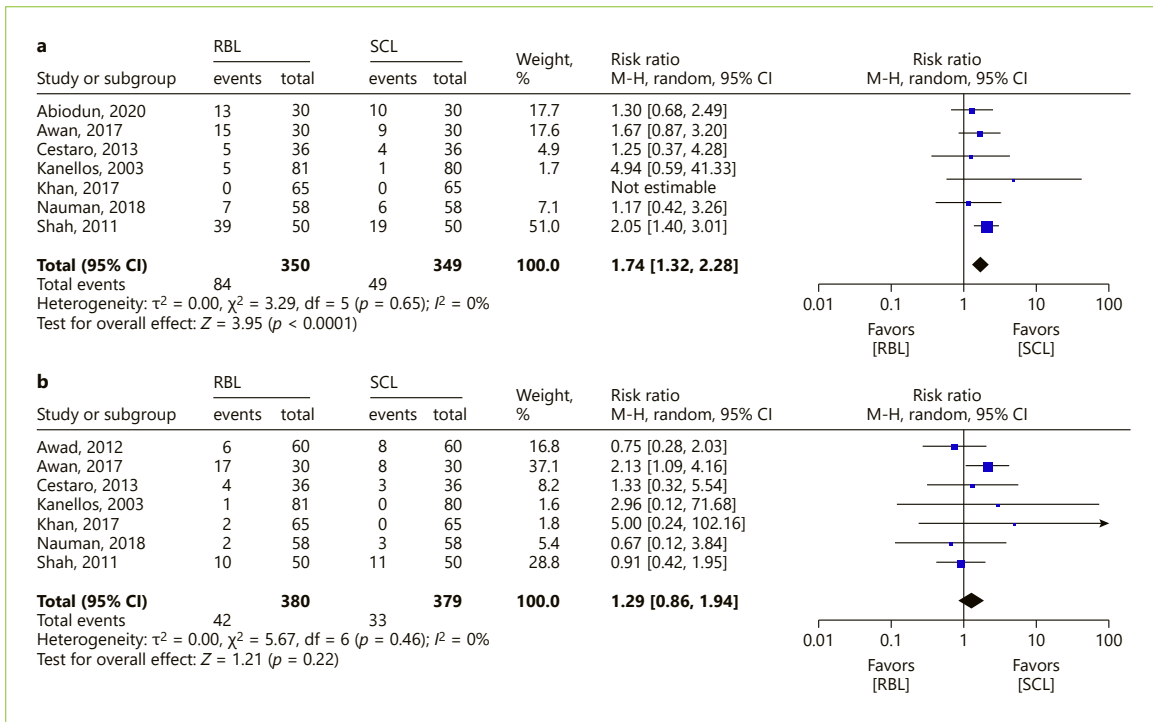 a
RBL SCL Weight, % Risk ratio M-H, random, 95% CI Risk ratio M-H, random, 95% CI
Study or subgroup events total events total
Abiodun, 2020 13 30 10 30 17.7 1.30 [0.68, 2.49]
Awan, 2017 15 30 9 30 17.6 1.67 [0.87, 3.20]
Cestaro, 2013 5 36 4 36 4.9 1.25 [0.37, 4.28]
Kanellos, 2003 5 81 1 80 1.7 4.94 [0.59, 41.33]
Khan, 2017 0 65 0 65 Not estimable
Nauman, 2018 7 58 6 58 7.1 1.17 [0.42, 3.26]
Shah, 2011 39 50 19 50 51.0 2.05 [1.40, 3.01]
Total (95% CI) 350 349 100.0 1.74 [1.32, 2.28]
Total events 84 49
Heterogeneity: τ² = 0.00, χ² = 3.29, df = 5 (p = 0.65); I² = 0%
Test for overall effect: Z = 3.95 (p < 0.0001)
0.01 0.1 1 10 100
Favors [RBL] Favors [SCL]
b
RBL SCL Weight, % Risk ratio M-H, random, 95% CI Risk ratio M-H, random, 95% CI
Study or subgroup events total events total
Awad, 2012 6 60 8 60 16.8 0.75 [0.28, 2.03]
Awan, 2017 17 30 8 30 37.1 2.13 [1.09, 4.16]
Cestaro, 2013 4 36 3 36 8.2 1.33 [0.32, 5.54]
Kanellos, 2003 1 81 0 80 1.6 2.96 [0.12, 71.68]
Khan, 2017 2 65 0 65 1.8 5.00 [0.24, 102.16]
Nauman, 2018 2 58 3 58 5.4 0.67 [0.12, 3.84]
Shah, 2011 10 50 11 50 28.8 0.91 [0.42, 1.95]
Total (95% CI) 380 379 100.0 1.29 [0.86, 1.94]
Total events 42 33
Heterogeneity: τ² = 0.00, χ² = 5.67, df = 6 (p = 0.46); I² = 0%
Test for overall effect: Z = 1.21 (p = 0.22)
0.01 0.1 1 10 100
Favors [RBL] Favors [SCL]